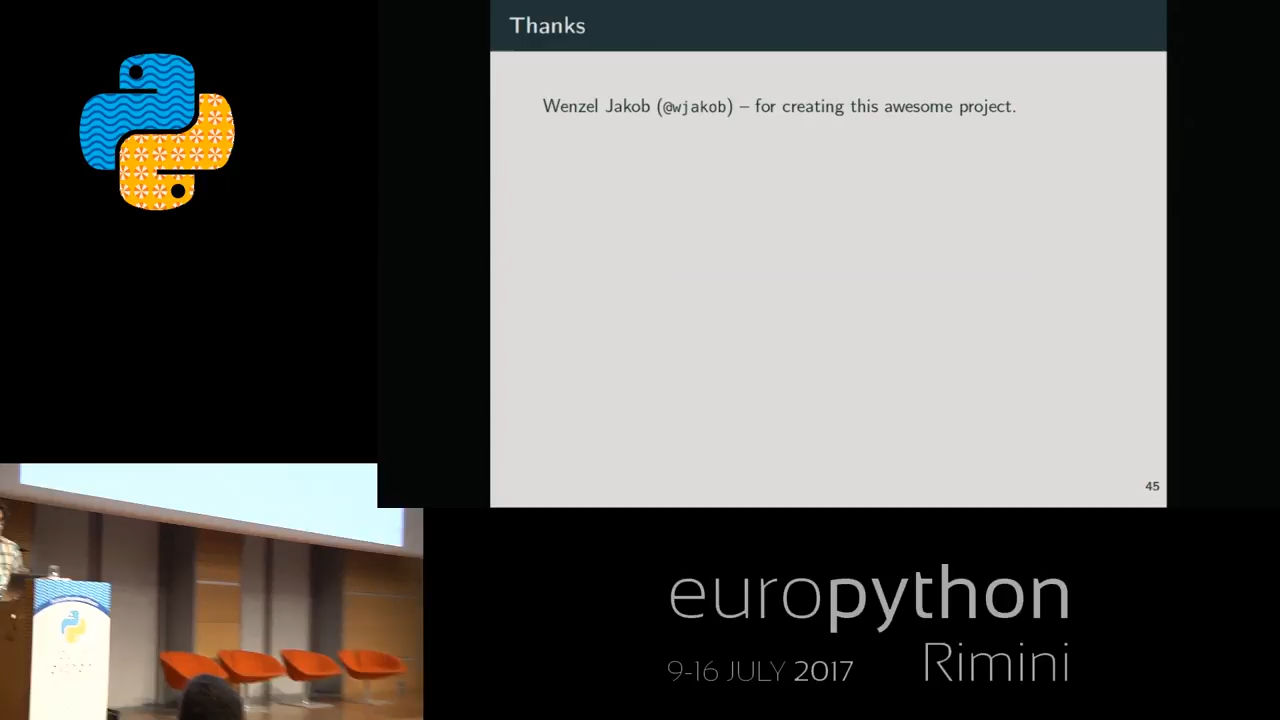 Thanks
Wenzel Jakob (@wjakob) – for creating this awesome project.
45
europython
9-16 JULY 2017
Rimini